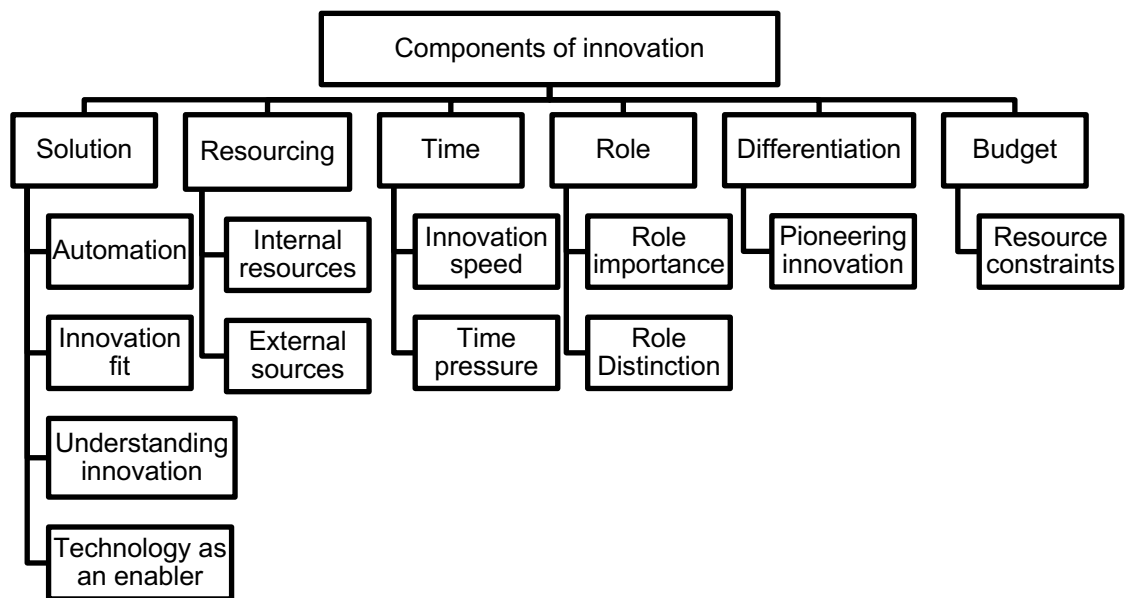 Components of innovation
Solution
Resourcing
Time
Role
Differentiation
Budget
Automation
Internal
resources
Innovation
speed
Role
importance
Pioneering
innovation
Resource
constraints
Innovation
fit
External
sources
Time
pressure
Role
Distinction
Understanding
innovation
Technology as
an enabler